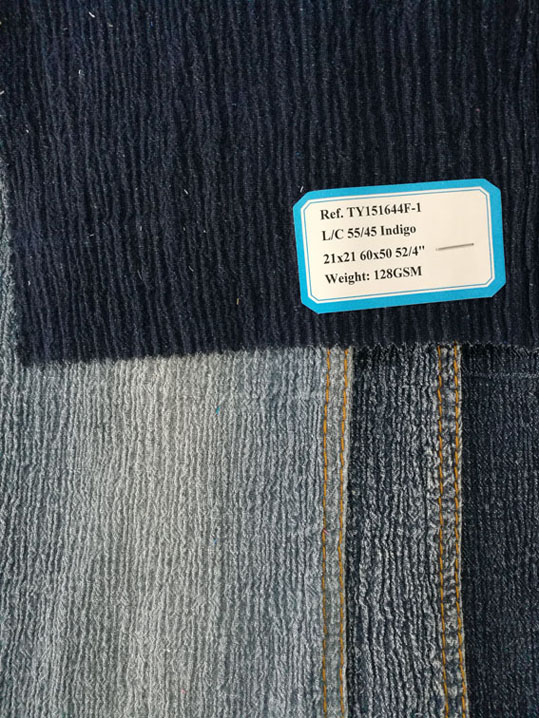 Ref. TY151644F-1
L/C 55/45 Indigo
21x21 60x50 52/4"
Weight: 128GSM